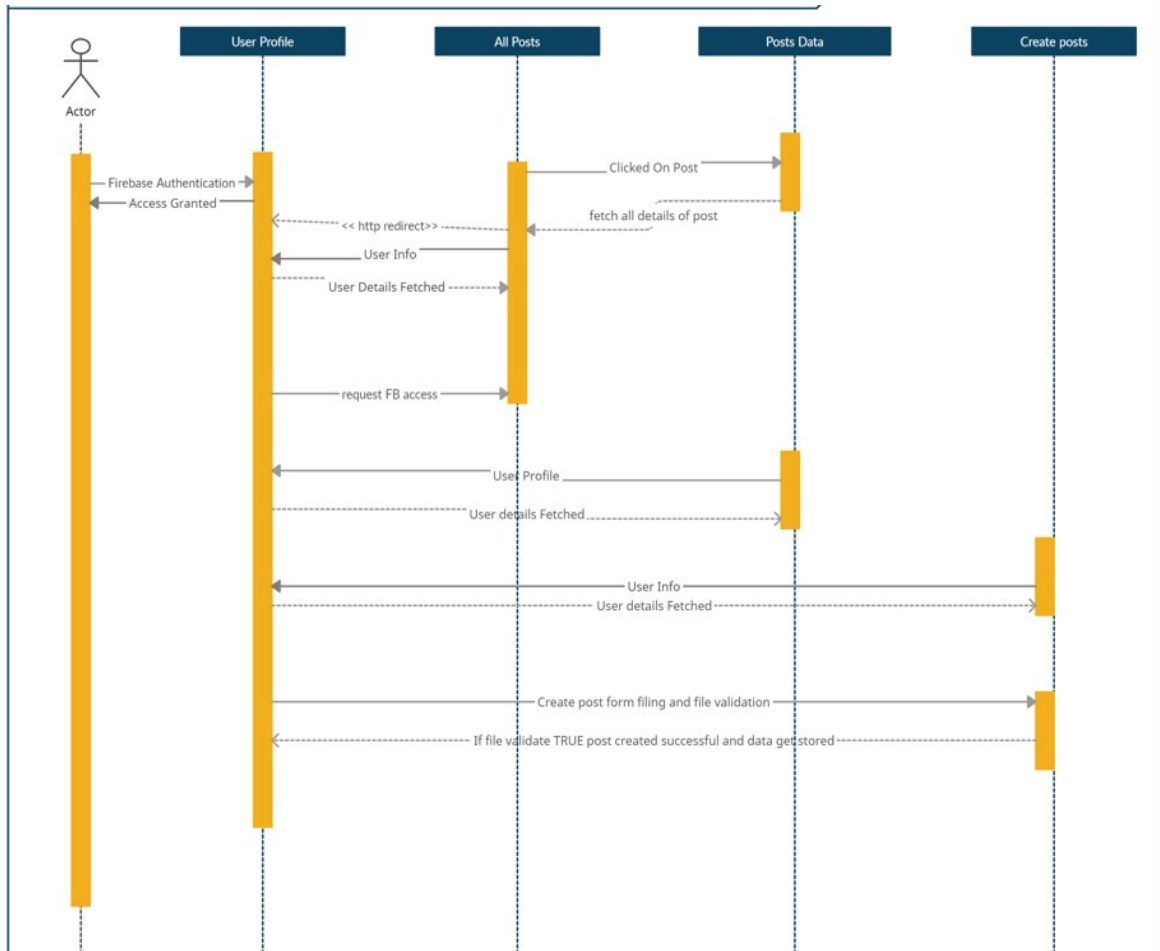 User Profile
All Posts
Posts Data
Create posts
Actor
Clicked On Post
Firebase Authentication
Access Granted
fetch all details of post
<< http redirect>>
User Info
User Details Fetched
request FB access
User Profile
User details Fetched
User Info
User details Fetched
Create post form filing and file validation
If file validate TRUE post created successful and data get stored